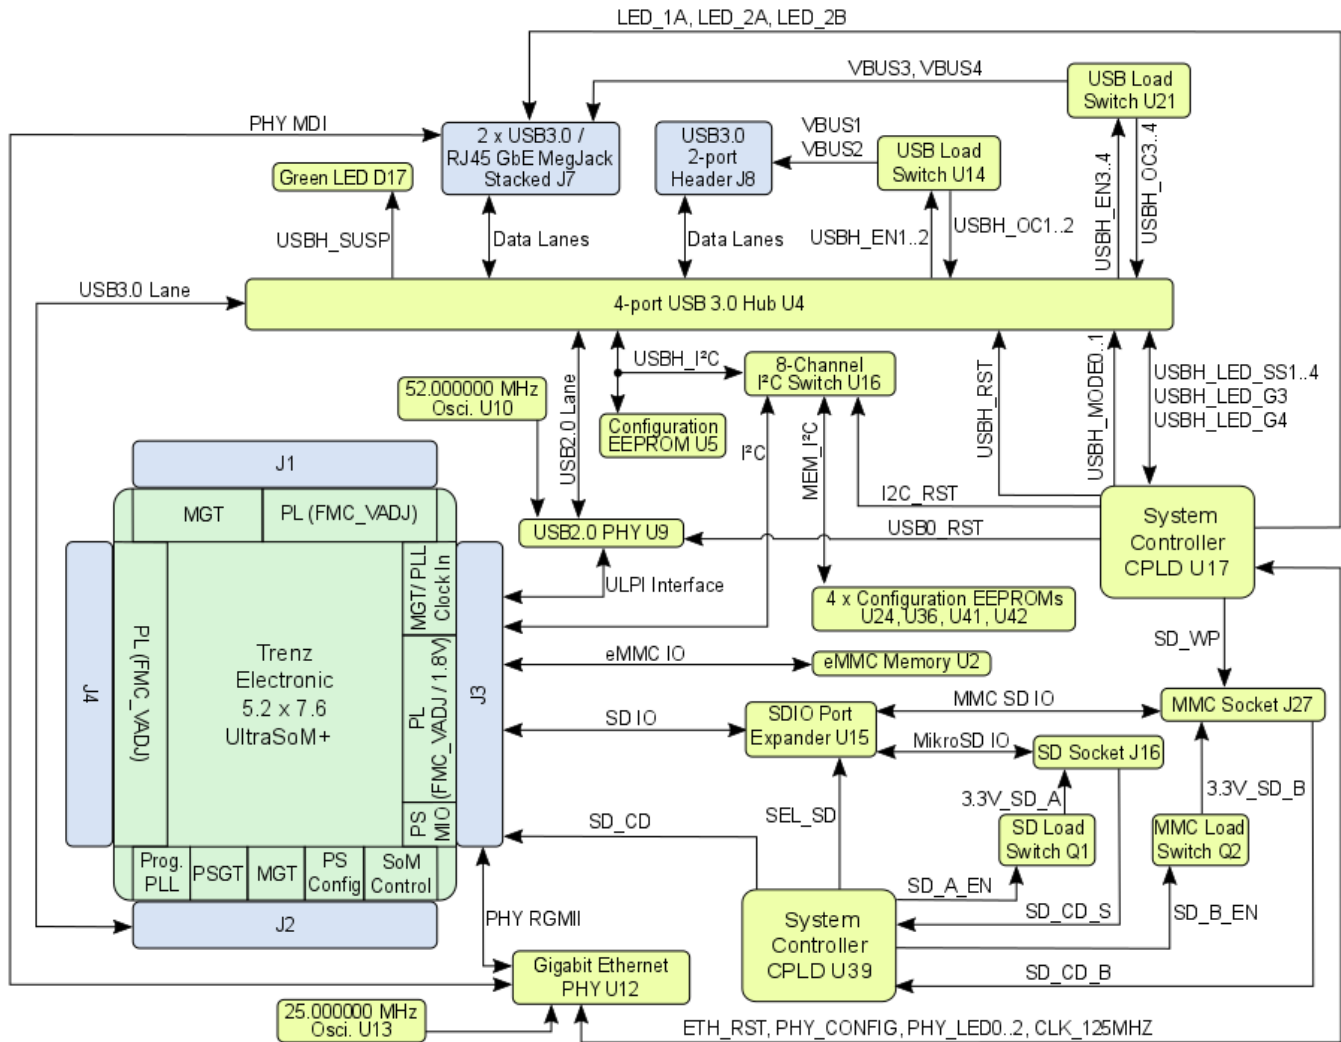 LED_1A, LED_2A, LED_2B
VBUS3, VBUS4
USB Load
Switch U21
PHY MDI
2 x USB3.0 /
RJ45 GbE MegJack
Stacked J7
USB3.0
2-port
Header J8
VBUS1
VBUS2
USB Load
Switch U14
Green LED D17
USBH_SUSP
Data Lanes
Data Lanes
USBH_EN1..2
USBH_OC1..2
USBH_EN3..4
USBH_OC3..4
USB3.0 Lane
4-port USB 3.0 Hub U4
USBH_I²C
8-Channel
I²C Switch U16
52.000000 MHz
Osci. U10
USB2.0 Lane
Configuration
EEPROM U5
I²C
MEM_I²C
USBH_RST
USBH_MODE0..1
USBH_LED_SS1..4
USBH_LED_G3
USBH_LED_G4
J1
MGT
PL (FMC_VADJ)
I2C_RST
USB2.0 PHY U9
USB0_RST
System
Controller
CPLD U17
MGT/ PLL
Clock In
ULPI Interface
4 x Configuration EEPROMs
U24, U36, U41, U42
J4
PL (FMC_VADJ)
Trenz
Electronic
5.2 x 7.6
UltraSoM+
PL
(FMC_VADJ / 1.8V)
J3
eMMC IO
eMMC Memory U2
SD_WP
SD IO
SDIO Port
Expander U15
MMC SD IO
MMC Socket J27
MikroSD IO
SD Socket J16
PS
MIO
SD_CD
SEL_SD
3.3V_SD_A
3.3V_SD_B
SD Load
Switch Q1
MMC Load
Switch Q2
Prog.
PLL
PSGT
MGT
PS
Config
SoM
Control
SD_A_EN
SD_CD_S
SD_B_EN
J2
PHY RGMII
System
Controller
CPLD U39
Gigabit Ethernet
PHY U12
SD_CD_B
25.000000 MHz
Osci. U13
ETH_RST, PHY_CONFIG, PHY_LED0..2, CLK_125MHZ